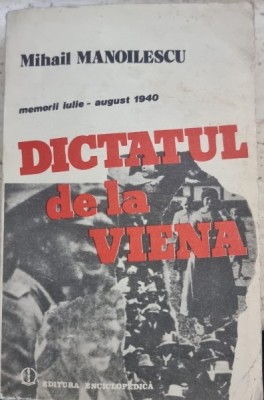 Mihail MANOILESCU
memorii iulie - august 1940
DICTATUL
de la
VIENA
EDITURA ENCICLOPEDICĂ